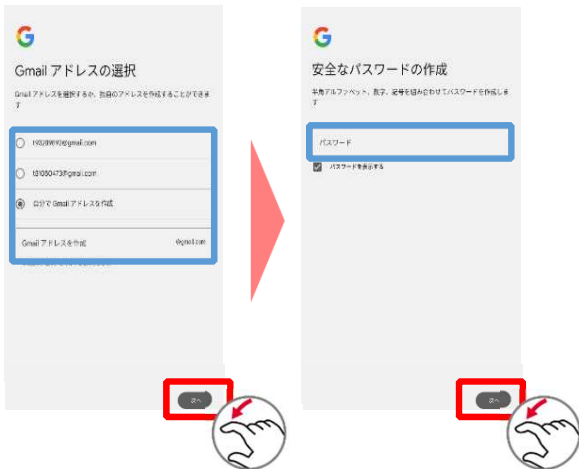 G
Gmail アドレスの選択
Gmail アドレスを選択するか、独自のアドレスを作成することができま
す
自分で Gmail アドレスを作成
Gmail アドレスを作成 @gmail.com
次へ
G
安全なパスワードの作成
半角アルファベット、数字、記号を組み合わせてパスワードを作成しま
す
パスワード
パスワードを表示する
次へ